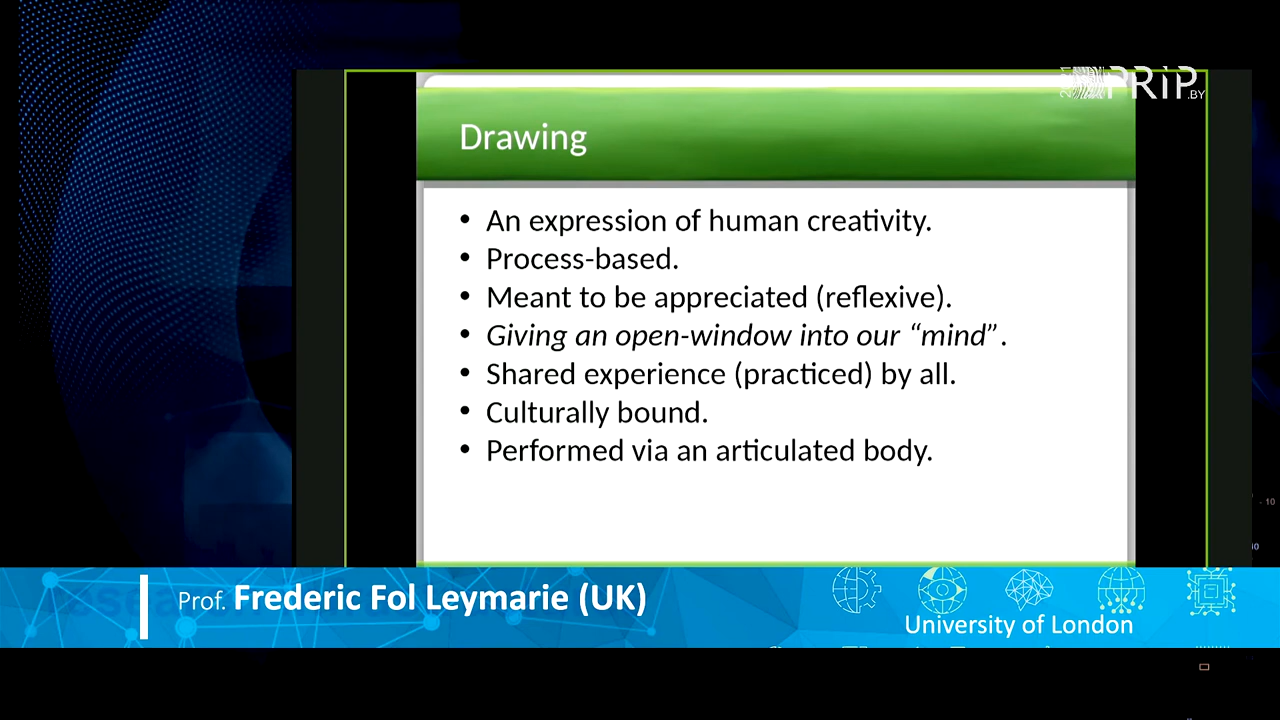 PRIP.BY
Drawing
• An expression of human creativity.
• Process-based.
• Meant to be appreciated (reflexive).
• Giving an open-window into our “mind”.
• Shared experience (practiced) by all.
• Culturally bound.
• Performed via an articulated body.
- 10
Prof. Frederic Fol Leymarie (UK)
University of London